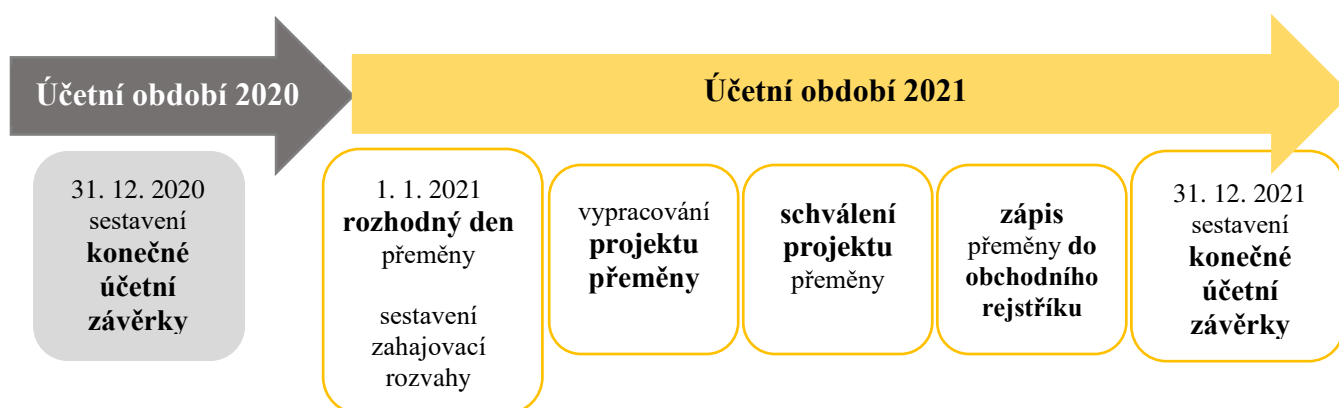 Účetní období 2020
Účetní období 2021
31. 12. 2020
sestavení
konečné
účetní
závěrky
1. 1. 2021
rozhodný den
přeměny
sestavení
zahajovací
rozvahy
vypracování
projektu
přeměny
schválení
projektu
přeměny
zápis
přeměny do
obchodního
rejstříku
31. 12. 2021
sestavení
konečné
účetní
závěrky